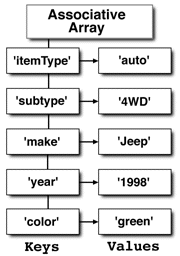 Associative
Array
'itemType' 'auto'
'subtype' '4WD'
'make' 'Jeep'
'year' '1998'
'color' 'green'
Keys Values